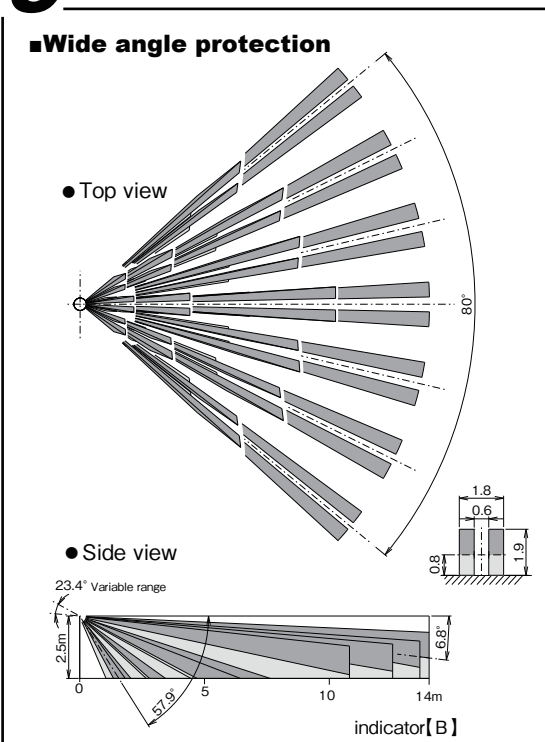 ■Wide angle protection
● Top view
80°
1.8
0.6
0.8
1.9
● Side view
23.4° Variable range
2.5m
6.8°
57.9°
0
5
10
14m
indicator【B】